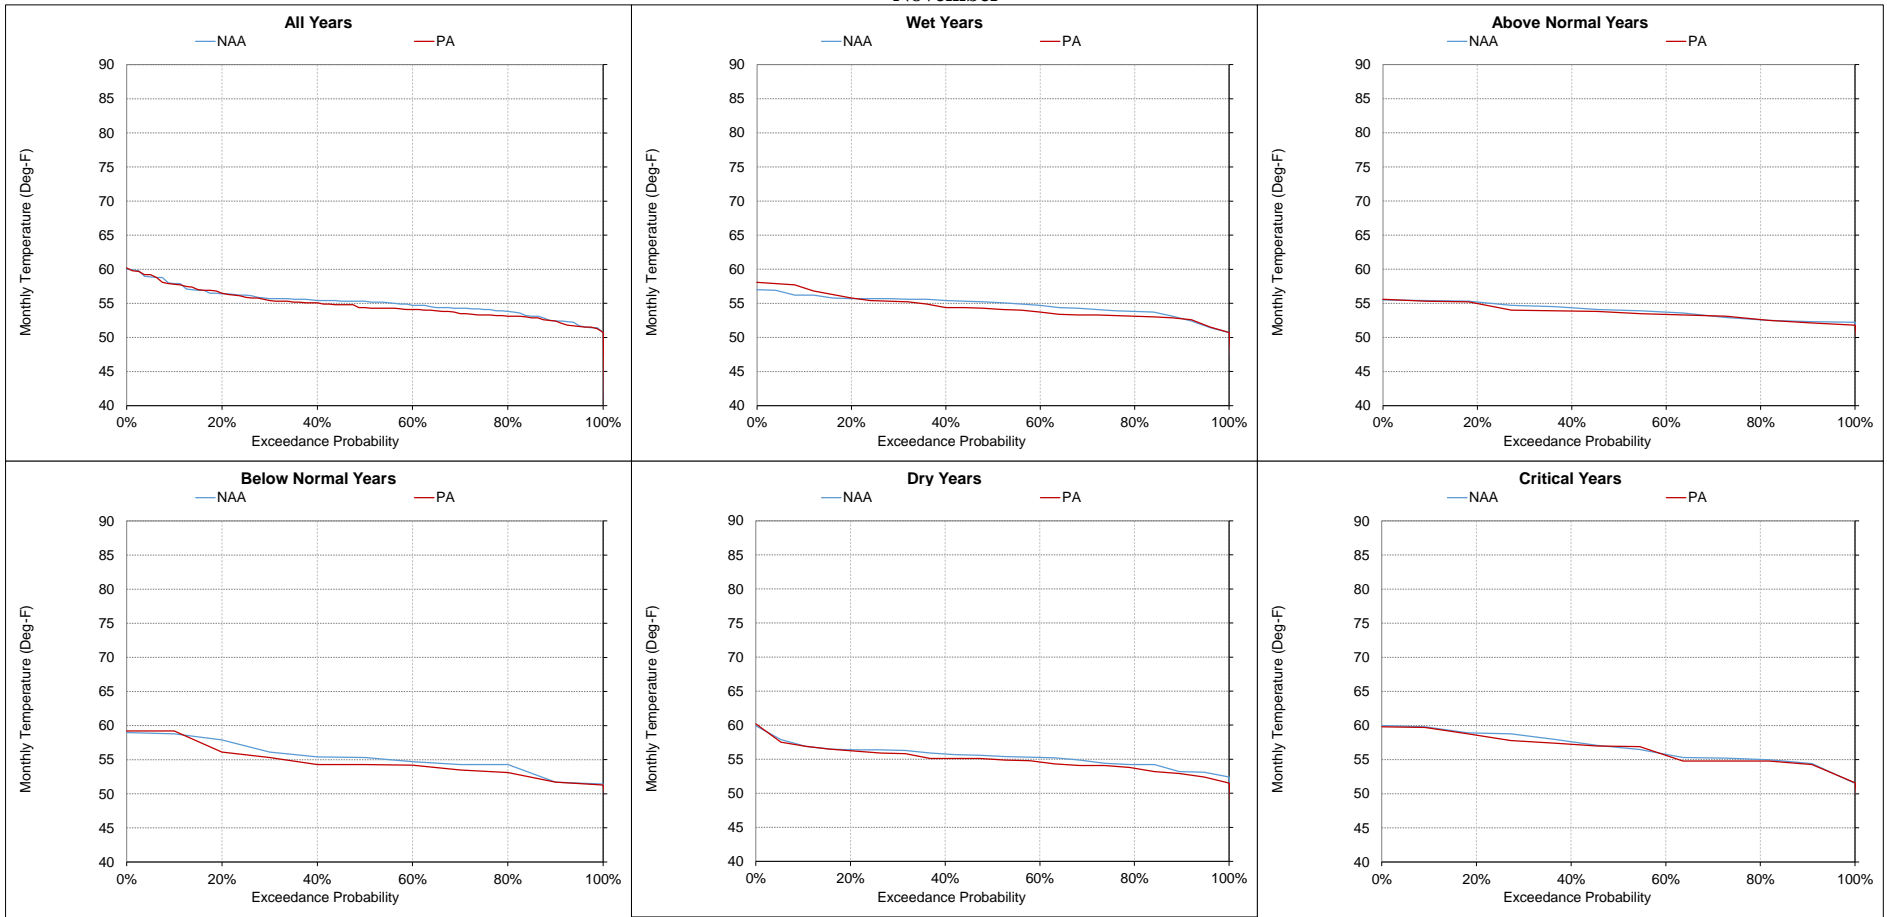 All Years
NAA PA
Monthly Temperature (Deg-F)
90
85
80
75
70
65
60
55
50
45
40
0% 20% 40% 60% 80% 100%
Exceedance Probability
Wet Years
NAA PA
Monthly Temperature (Deg-F)
90
85
80
75
70
65
60
55
50
45
40
0% 20% 40% 60% 80% 100%
Exceedance Probability
Above Normal Years
NAA PA
Monthly Temperature (Deg-F)
90
85
80
75
70
65
60
55
50
45
40
0% 20% 40% 60% 80% 100%
Exceedance Probability
Below Normal Years
NAA PA
Monthly Temperature (Deg-F)
90
85
80
75
70
65
60
55
50
45
40
0% 20% 40% 60% 80% 100%
Exceedance Probability
Dry Years
NAA PA
Monthly Temperature (Deg-F)
90
85
80
75
70
65
60
55
50
45
40
0% 20% 40% 60% 80% 100%
Exceedance Probability
Critical Years
NAA PA
Monthly Temperature (Deg-F)
90
85
80
75
70
65
60
55
50
45
40
0% 20% 40% 60% 80% 100%
Exceedance Probability